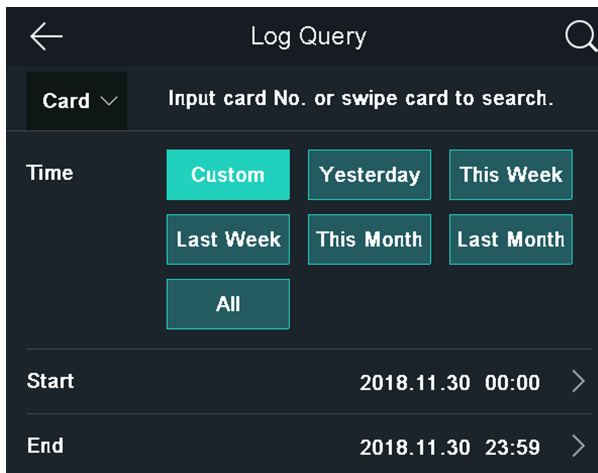 Log Query
Card Input card No. or swipe card to search.
Time Custom Yesterday This Week
Last Week This Month Last Month
All
Start 2018.11.30 00:00
End 2018.11.30 23:59